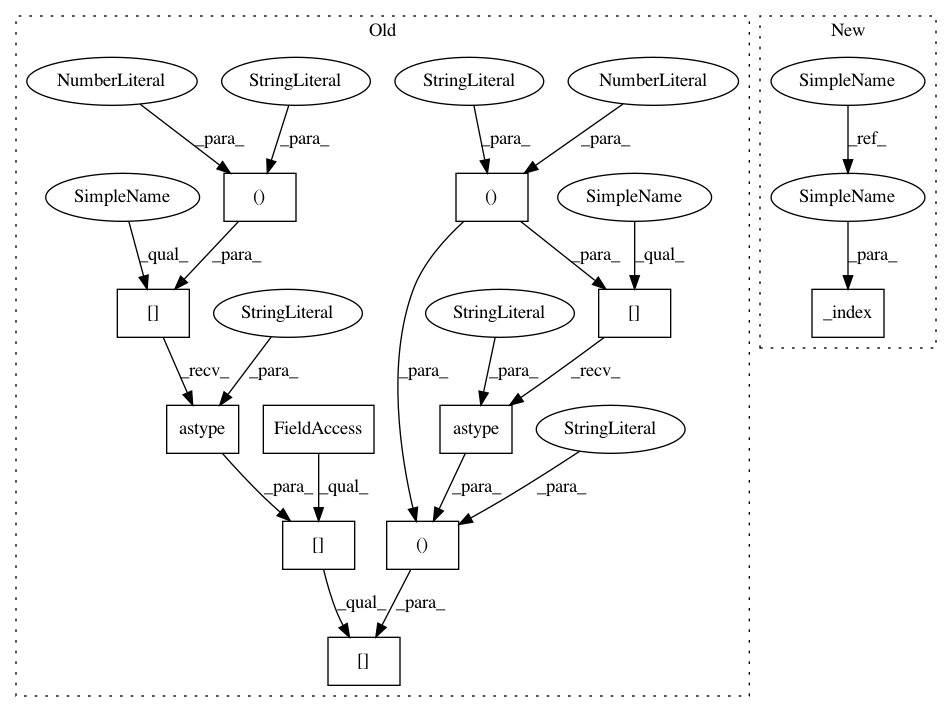 Old
New
NumberLiteral
StringLiteral
StringLiteral
NumberLiteral
SimpleName
_para_
_para_
_para_
_para_
_ref_
SimpleName
()
()
SimpleName
SimpleName
_qual_
_para_
_para_
_qual_
_para_
[]
StringLiteral
StringLiteral
[]
_index
_recv_
_para_
_para_
_para_
_recv_
astype
FieldAccess
astype
StringLiteral
_para_
_qual_
_para_
_para_
[]
()
_qual_
_para_
[]